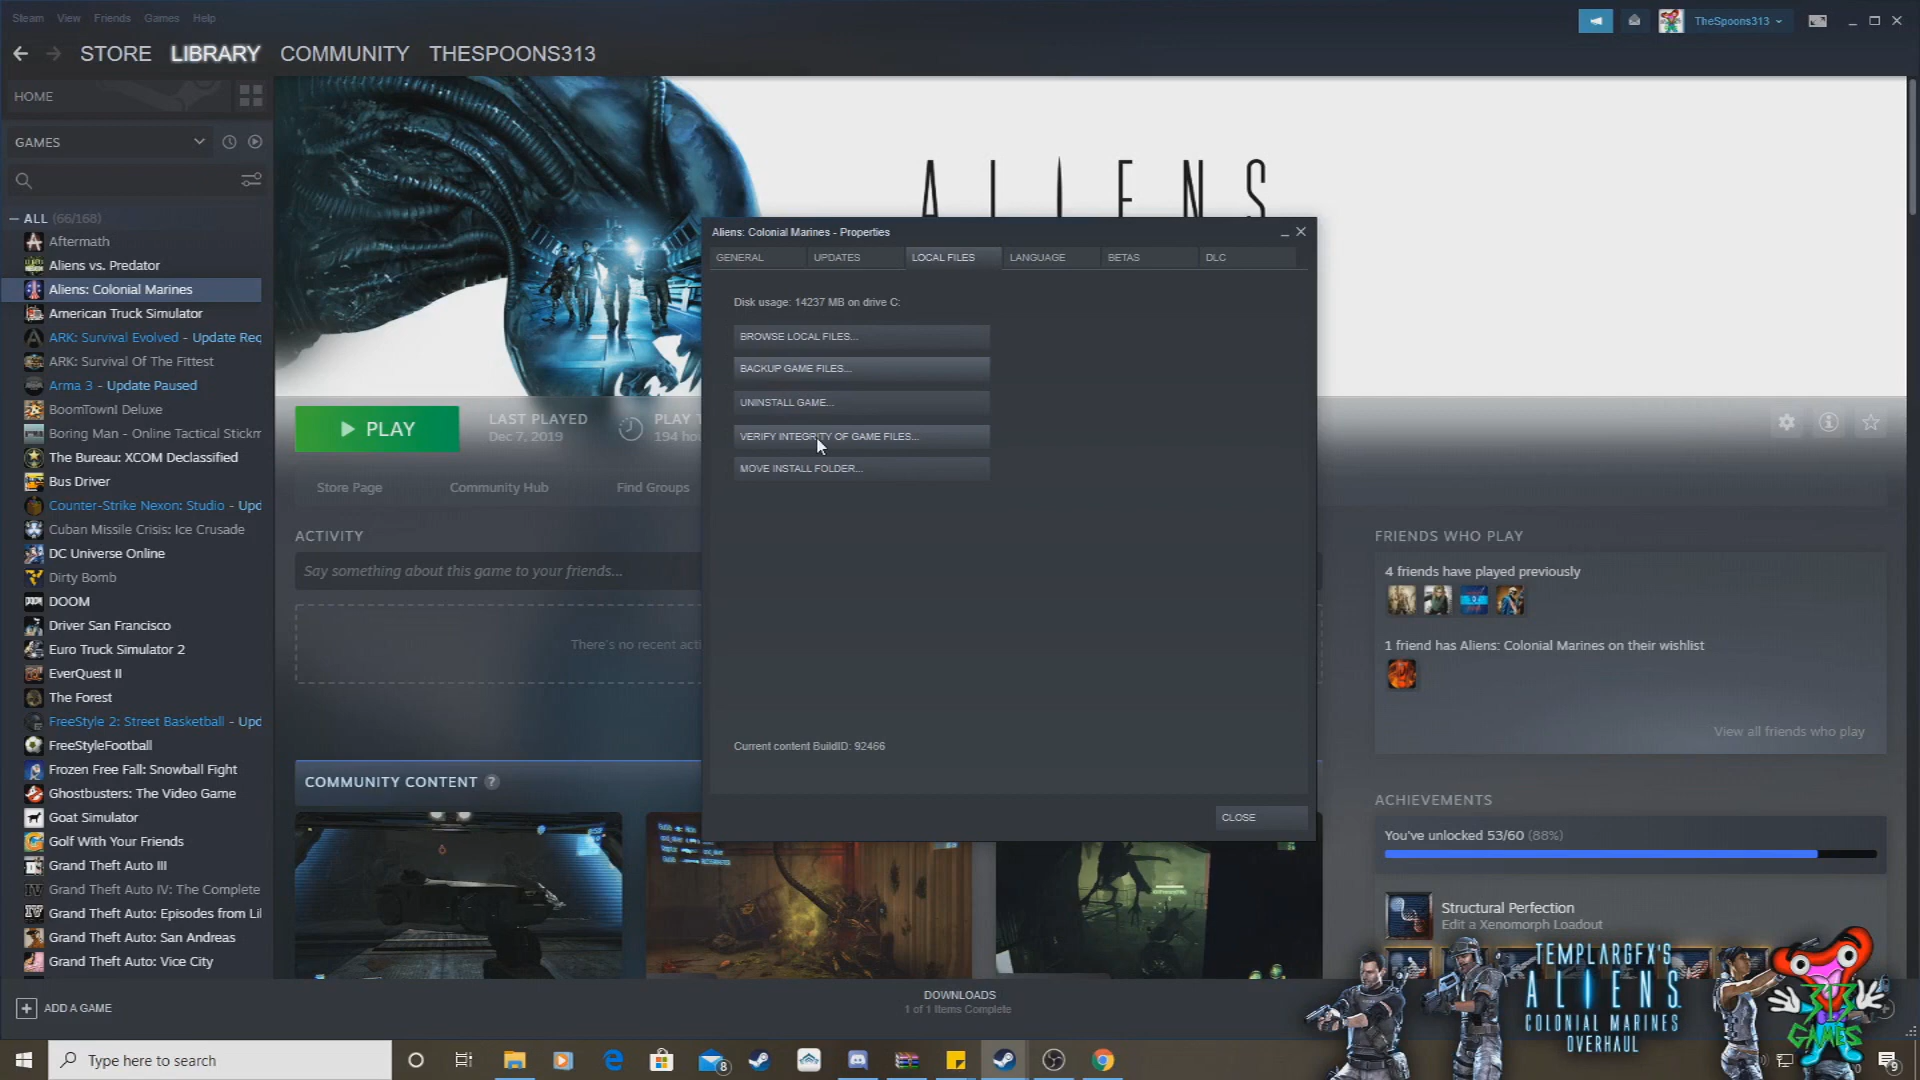 Steam View Friends Games Help
TheSpoons313
STORE LIBRARY COMMUNITY THESPOONS313
HOME
GAMES
ALL (66/168)
Aftermath
Aliens vs. Predator
Aliens: Colonial Marines
American Truck Simulator
ARK: Survival Evolved - Update Req
ARK: Survival Of The Fittest
Arma 3 - Update Paused
BoomTown! Deluxe
Boring Man - Online Tactical Stickm
The Bureau: XCOM Declassified
Bus Driver
Counter-Strike Nexon: Studio - Upd
Cuban Missile Crisis: Ice Crusade
DC Universe Online
Dirty Bomb
DOOM
Driver San Francisco
Euro Truck Simulator 2
EverQuest II
The Forest
FreeStyle 2: Street Basketball - Upd
FreeStyleFootball
Frozen Free Fall: Snowball Fight
Ghostbusters: The Video Game
Goat Simulator
Golf With Your Friends
Grand Theft Auto III
Grand Theft Auto IV: The Complete
Grand Theft Auto: Episodes from Li
Grand Theft Auto: San Andreas
Grand Theft Auto: Vice City
ADD A GAME
ALIENS
PLAY
LAST PLAYED
Dec 7, 2019
PLAY T
194 hou
Store Page Community Hub Find Groups
ACTIVITY
Say something about this game to your friends...
There's no recent acti
COMMUNITY CONTENT ?
Aliens: Colonial Marines - Properties
GENERAL UPDATES LOCAL FILES LANGUAGE BETAS DLC
Disk usage: 14237 MB on drive C:
BROWSE LOCAL FILES...
BACKUP GAME FILES...
UNINSTALL GAME...
VERIFY INTEGRITY OF GAME FILES...
MOVE INSTALL FOLDER...
Current content BuildID: 92466
CLOSE
FRIENDS WHO PLAY
4 friends have played previously
1 friend has Aliens: Colonial Marines on their wishlist
View all friends who play
ACHIEVEMENTS
You've unlocked 53/60 (88%)
Structural Perfection
Edit a Xenomorph Loadout
DOWNLOADS
1 of 1 Items Complete
TEMPLARGFX'S
ALIENS
COLONIAL MARINES
OVERHAUL
313
GAMES
Type here to search
8
9